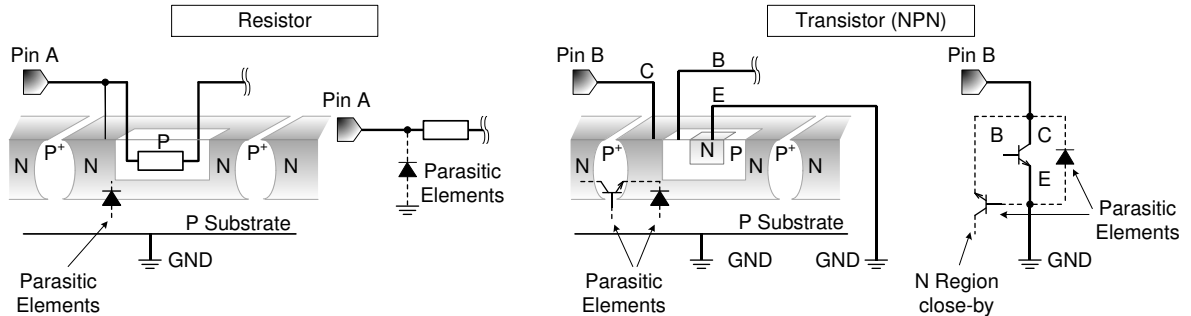 Resistor
Pin A
Pin A
N
P+
N
P
N
P+
N
Parasitic
Elements
P Substrate
GND
Parasitic
Elements
Transistor (NPN)
Pin B
C
B
E
N
P+
N
N
P
N
P+
N
P Substrate
GND
GND
Parasitic
Elements
Pin B
B
C
E
Parasitic
Elements
GND
N Region
close-by